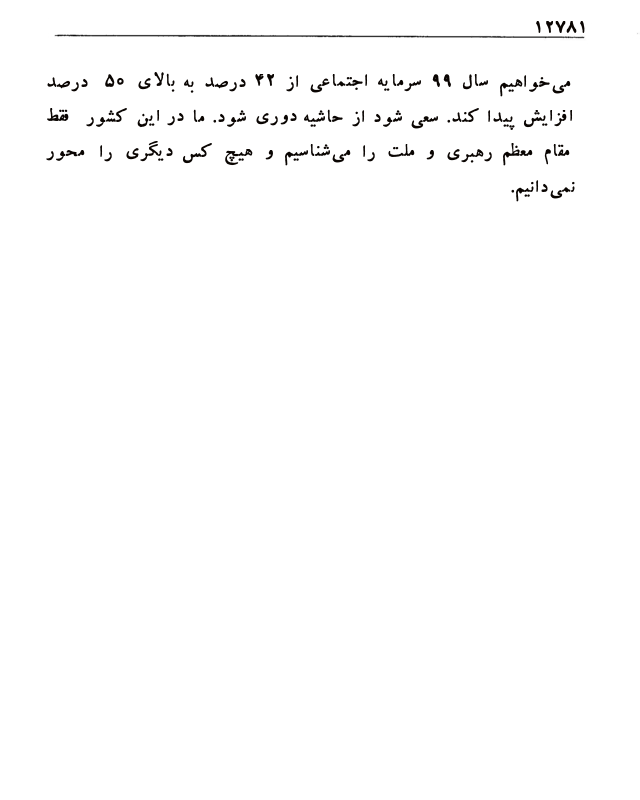 ۱۲۷۸۱
می‌خواهیم سال ۹۹ سرمایه اجتماعی از ۴۲ درصد به بالای ۵۰ درصد
افزایش پیدا کند. سعی شود از حاشیه دوری شود. ما در این کشور فقط
مقام معظم رهبری و ملت را می‌شناسیم و هیچ کس دیگری را محور
نمی‌دانیم.